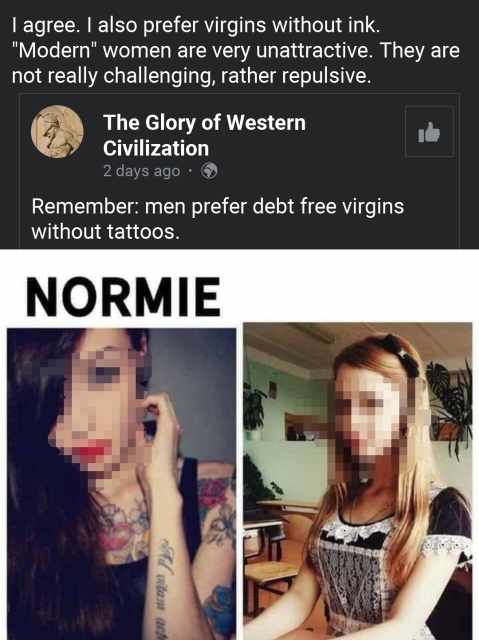 I agree. I also prefer virgins without ink.
"Modern" women are very unattractive. They are
not really challenging, rather repulsive.
The Glory of Western
Civilization
2 days ago ·
Remember: men prefer debt free virgins
without tattoos.
NORMIE
Ad vitam